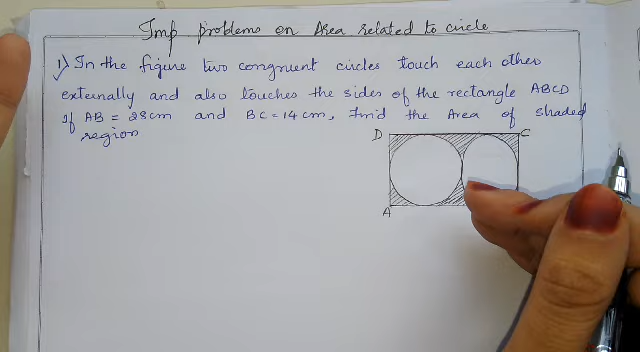 Imp problems on Area related to circle
1) In the figure two congruent circles touch each other
externally and also touches the sides of the rectangle ABCD
If AB = 28cm and BC = 14cm, Find the Area of shaded
region
D C
A